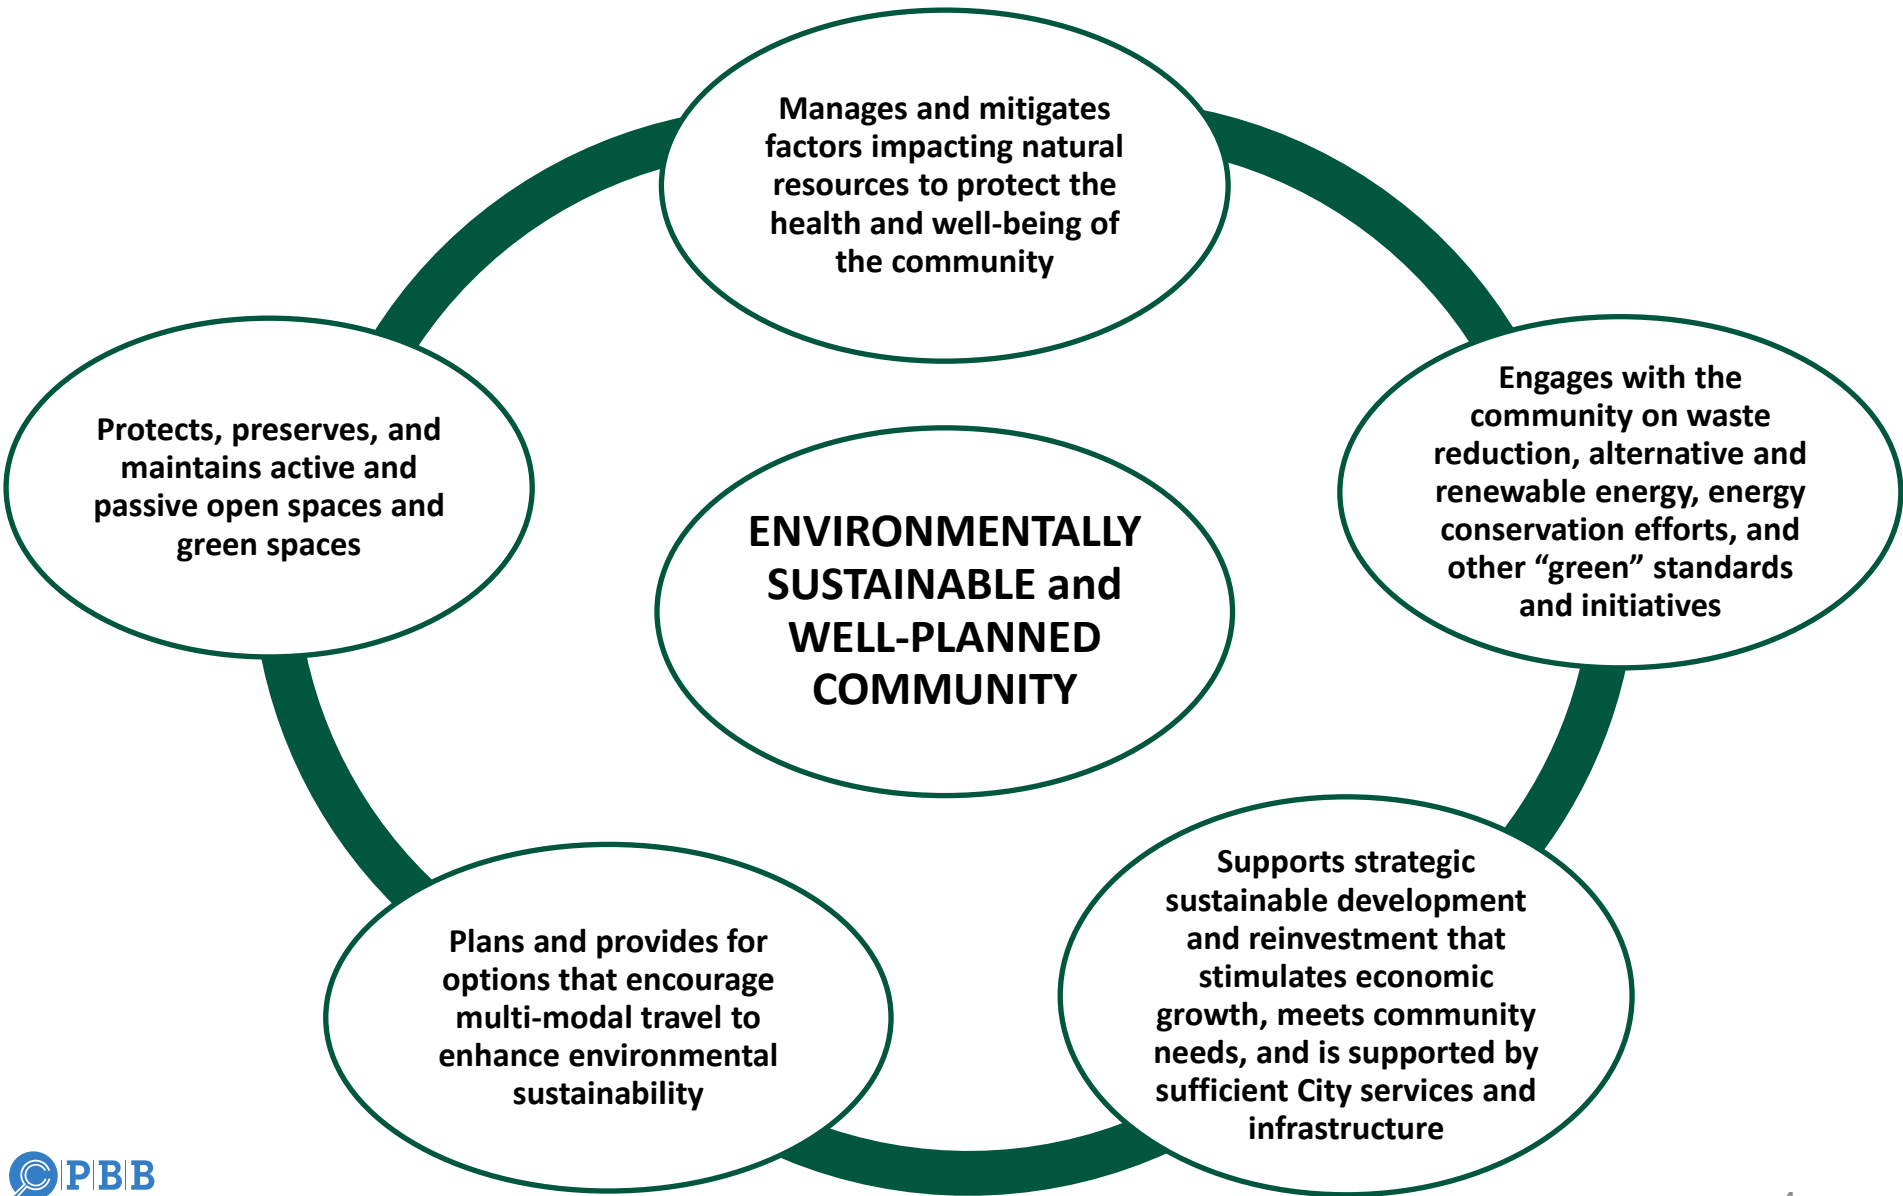 Manages and mitigates
factors impacting natural
resources to protect the
health and well-being of
the community
Engages with the
community on waste
reduction, alternative and
renewable energy, energy
conservation efforts, and
other “green” standards
and initiatives
Protects, preserves, and
maintains active and
passive open spaces and
green spaces
ENVIRONMENTALLY
SUSTAINABLE and
WELL-PLANNED
COMMUNITY
Supports strategic
sustainable development
and reinvestment that
stimulates economic
growth, meets community
needs, and is supported by
sufficient City services and
infrastructure
Plans and provides for
options that encourage
multi-modal travel to
enhance environmental
sustainability
PBB